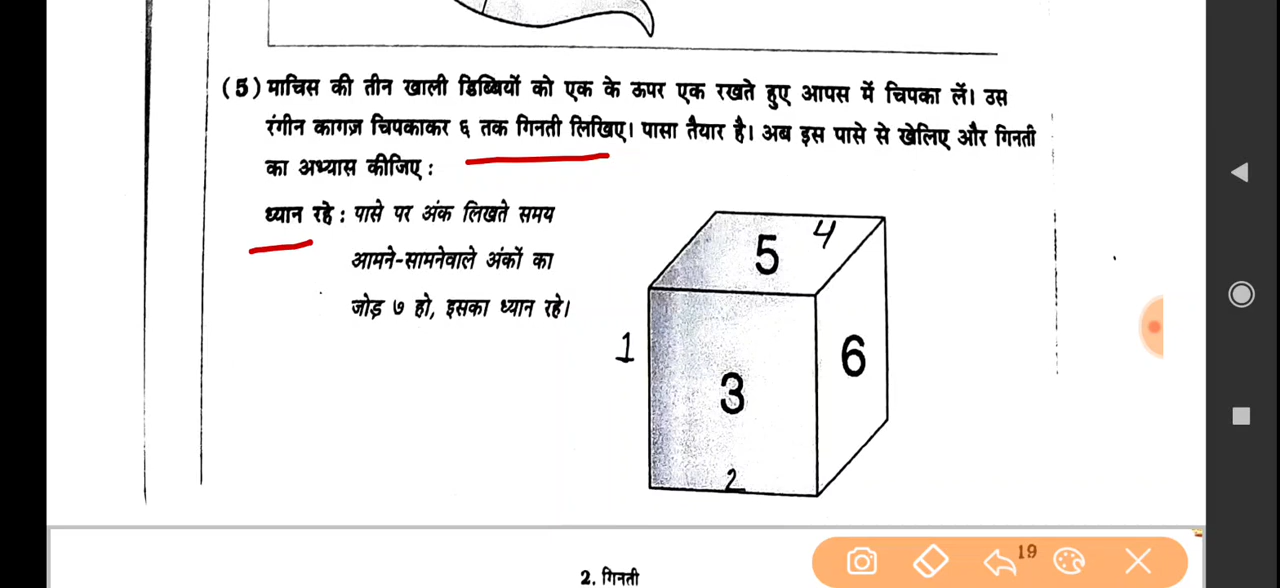 (5) माचिस की तीन खाली डिब्बियों को एक के ऊपर एक रखते हुए आपस में चिपका लें। उस
रंगीन कागज़ चिपकाकर ६ तक गिनती लिखिए। पासा तैयार है। अब इस पासे से खेलिए और गिनती
का अभ्यास कीजिए :
ध्यान रहे : पासे पर अंक लिखते समय
आमने-सामनेवाले अंकों का
जोड़ ७ हो, इसका ध्यान रहे।
5 4
1
3
6
2
19
2. गिनती